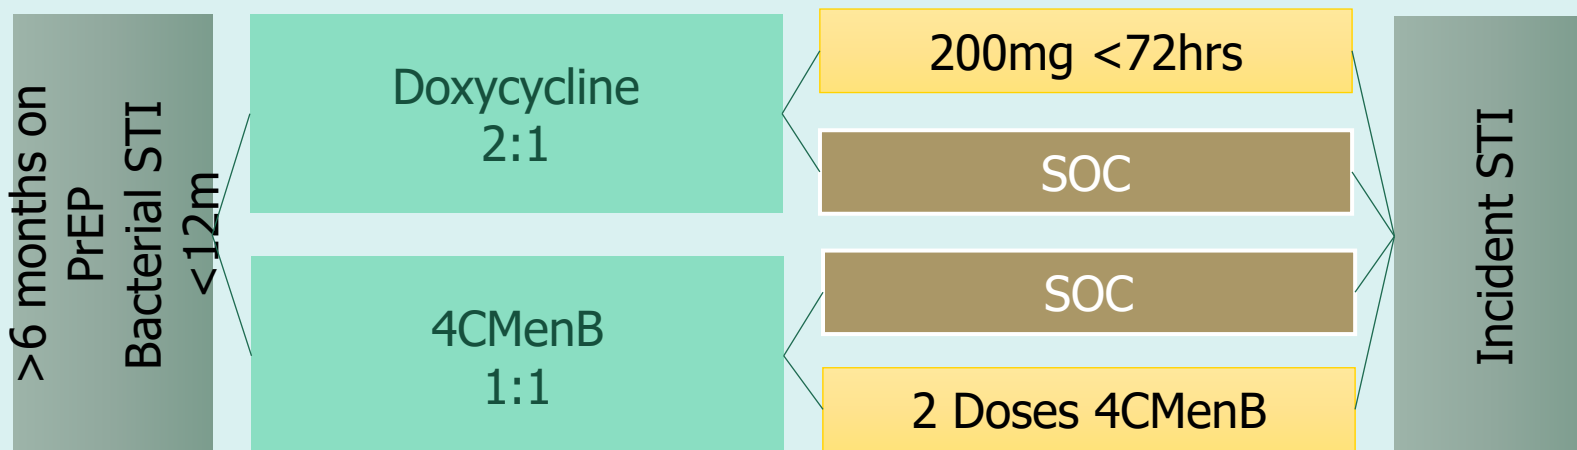 >6 months on
PrEP
Bacterial STI
<12m
Doxycycline
2:1
4CMenB
1:1
200mg <72hrs
SOC
SOC
2 Doses 4CMenB
Incident STI